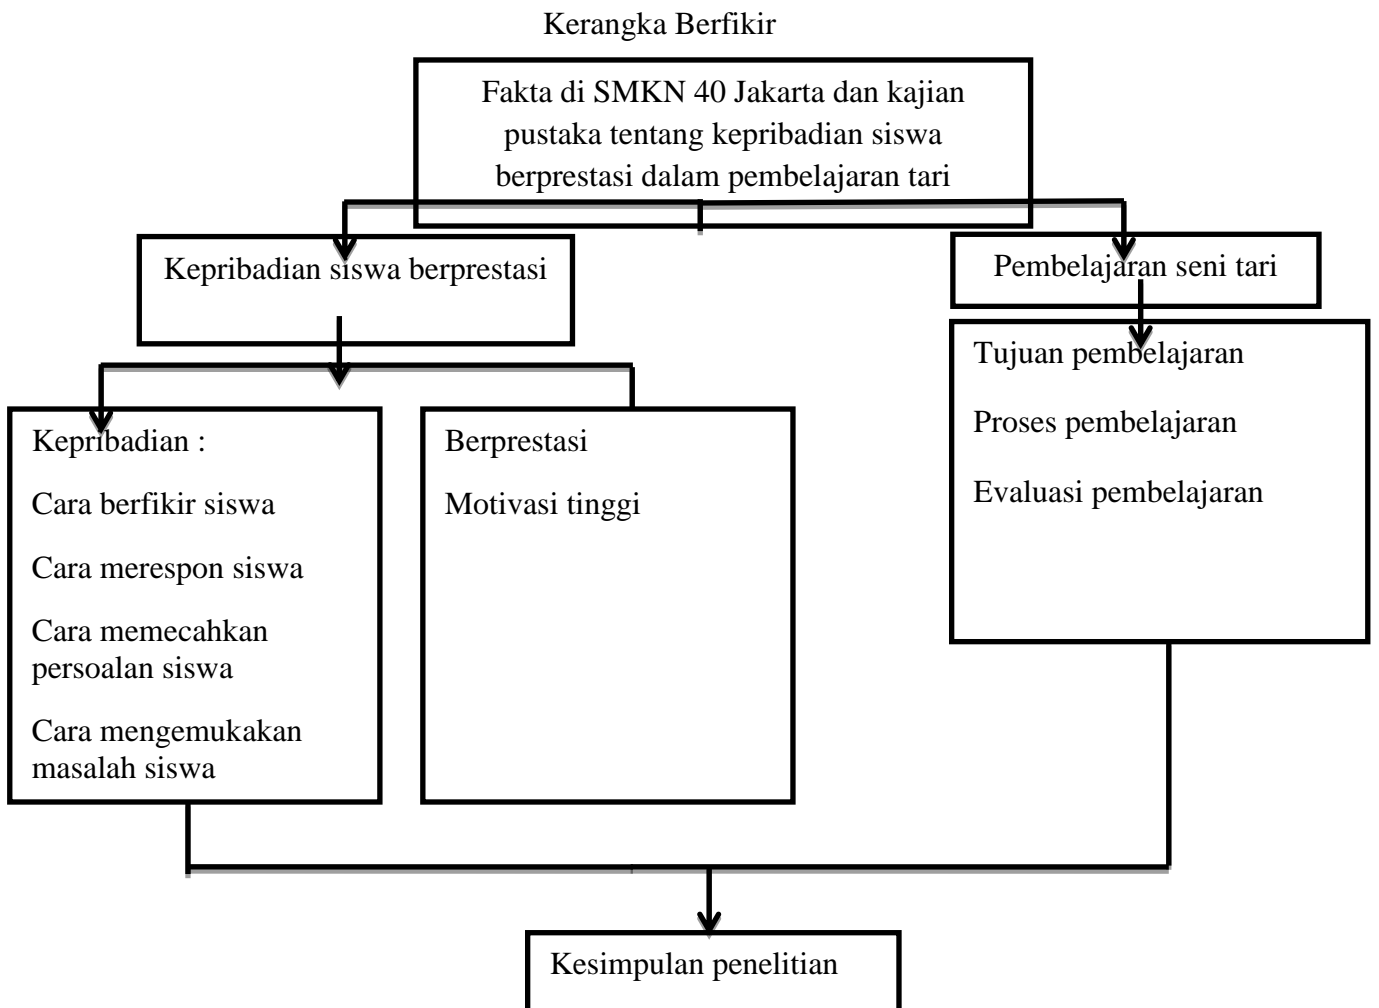 Kerangka Berfikir
Fakta di SMKN 40 Jakarta dan kajian
pustaka tentang kepribadian siswa
berprestasi dalam pembelajaran tari
Kepribadian siswa berprestasi
Pembelajaran seni tari
Kepribadian :
Cara berfikir siswa
Cara merespon siswa
Cara memecahkan
persoalan siswa
Cara mengemukakan
masalah siswa
Berprestasi
Motivasi tinggi
Tujuan pembelajaran
Proses pembelajaran
Evaluasi pembelajaran
Kesimpulan penelitian